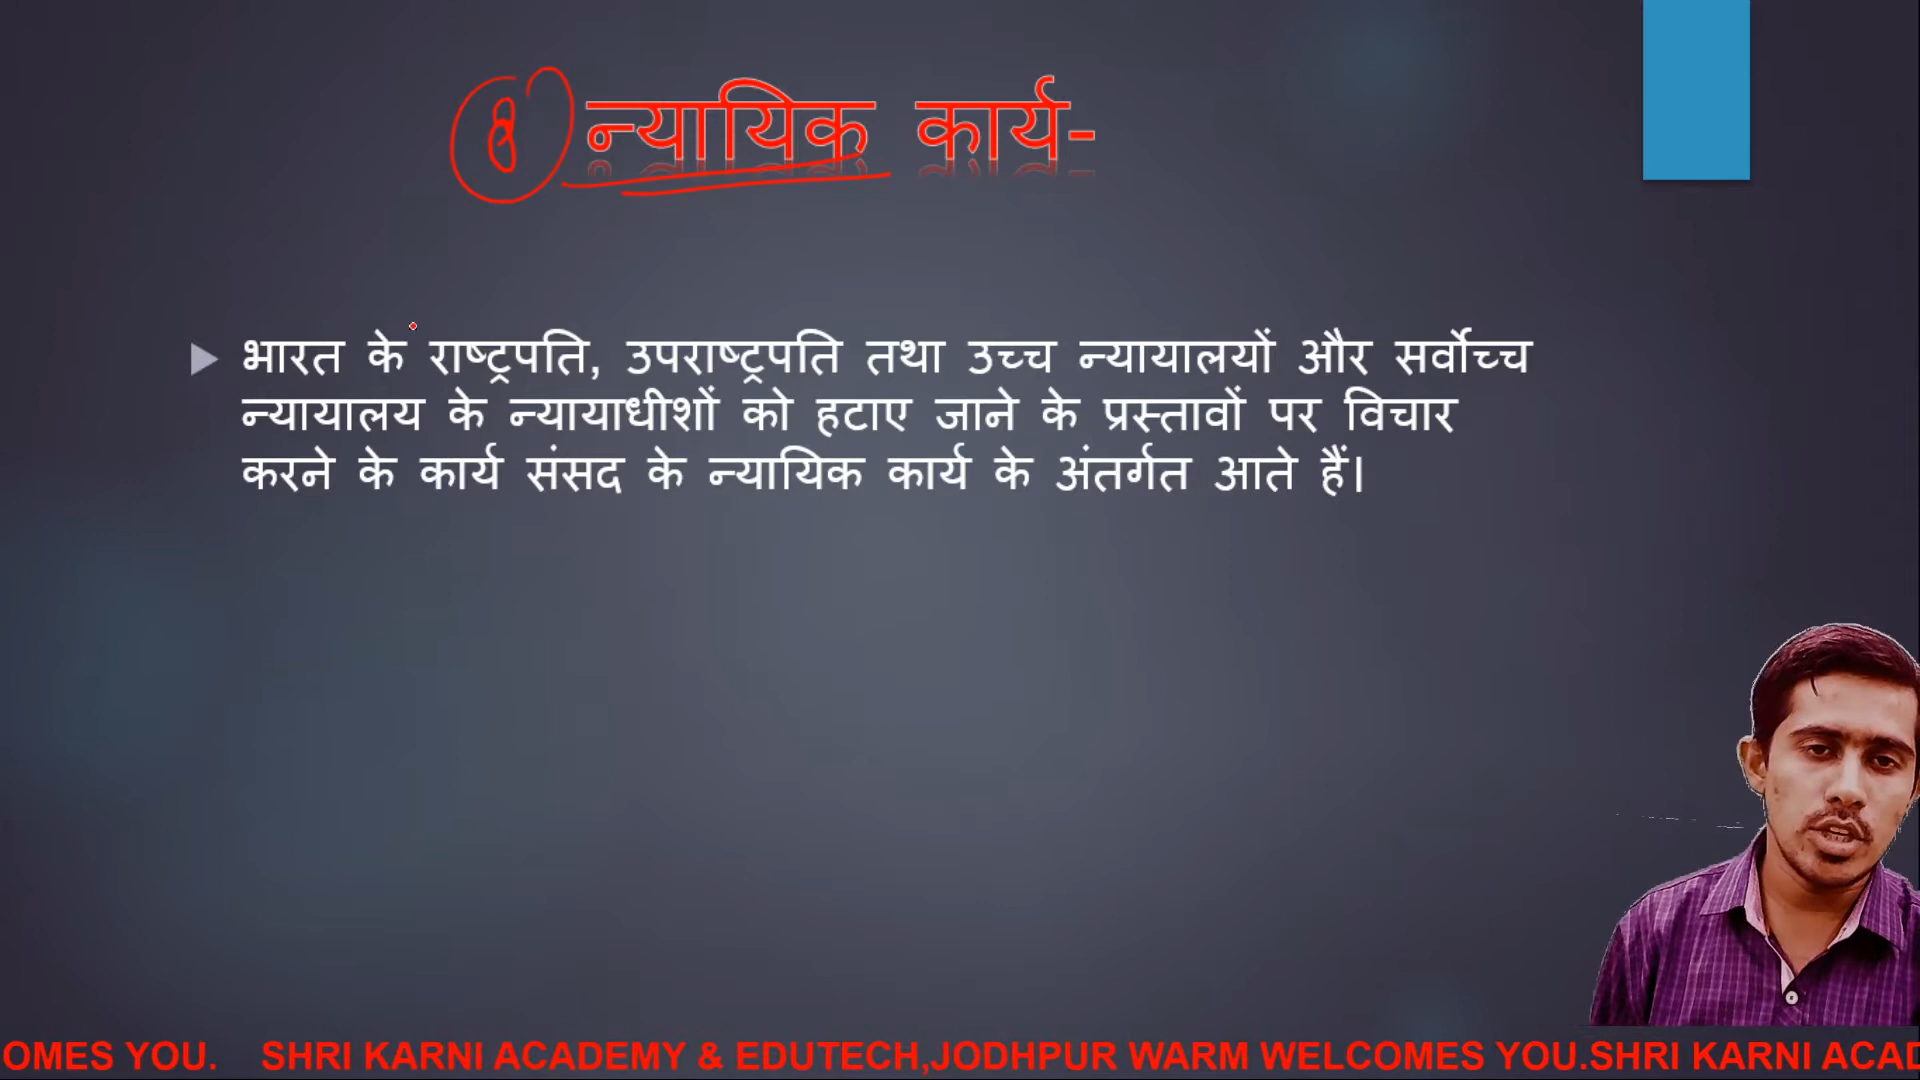 8 न्यायिक कार्य-
भारत के राष्ट्रपति, उपराष्ट्रपति तथा उच्च न्यायालयों और सर्वोच्च
न्यायालय के न्यायाधीशों को हटाए जाने के प्रस्तावों पर विचार
करने के कार्य संसद के न्यायिक कार्य के अंतर्गत आते हैं।
OMES YOU. SHRI KARNI ACADEMY & EDUTECH,JODHPUR WARM WELCOMES YOU.SHRI KARNI ACAD